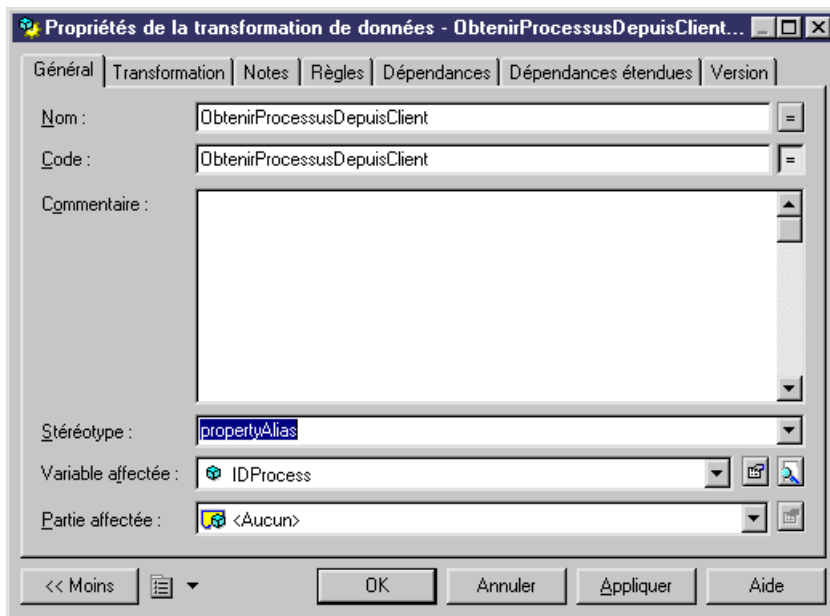 Propriétés de la transformation de données - ObtenirProcessusDepuisClient...
Général Transformation Notes Règles Dépendances Dépendances étendues Version
Nom : ObtenirProcessusDepuisClient =
Code : ObtenirProcessusDepuisClient =
Commentaire :
Stéréotype : propertyAlias
Variable affectée : IDProcess
Partie affectée : <Aucun>
<< Moins OK Annuler Appliquer Aide